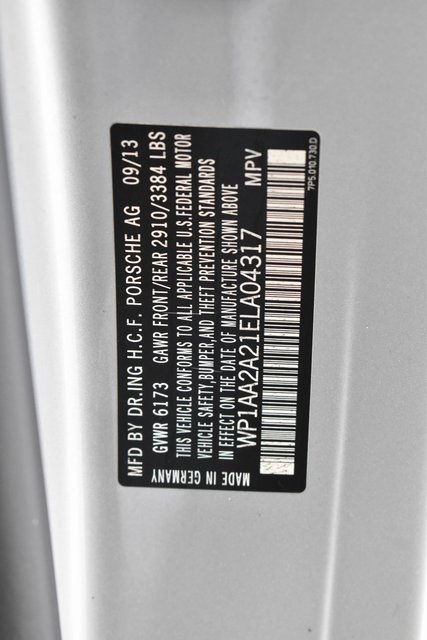 MFD BY DR.ING H.C.F. PORSCHE AG 09/13
GVWR 6173 GAWR FRONT/REAR 2910/3384 LBS
THIS VEHICLE CONFORMS TO ALL APPLICABLE U.S.FEDERAL MOTOR
VEHICLE SAFETY,BUMPER,AND THEFT PREVENTION STANDARDS
IN EFFECT ON THE DATE OF MANUFACTURE SHOWN ABOVE
WP1AA2A21ELA04317 MPV
MADE IN GERMANY
7P5.010.730.D